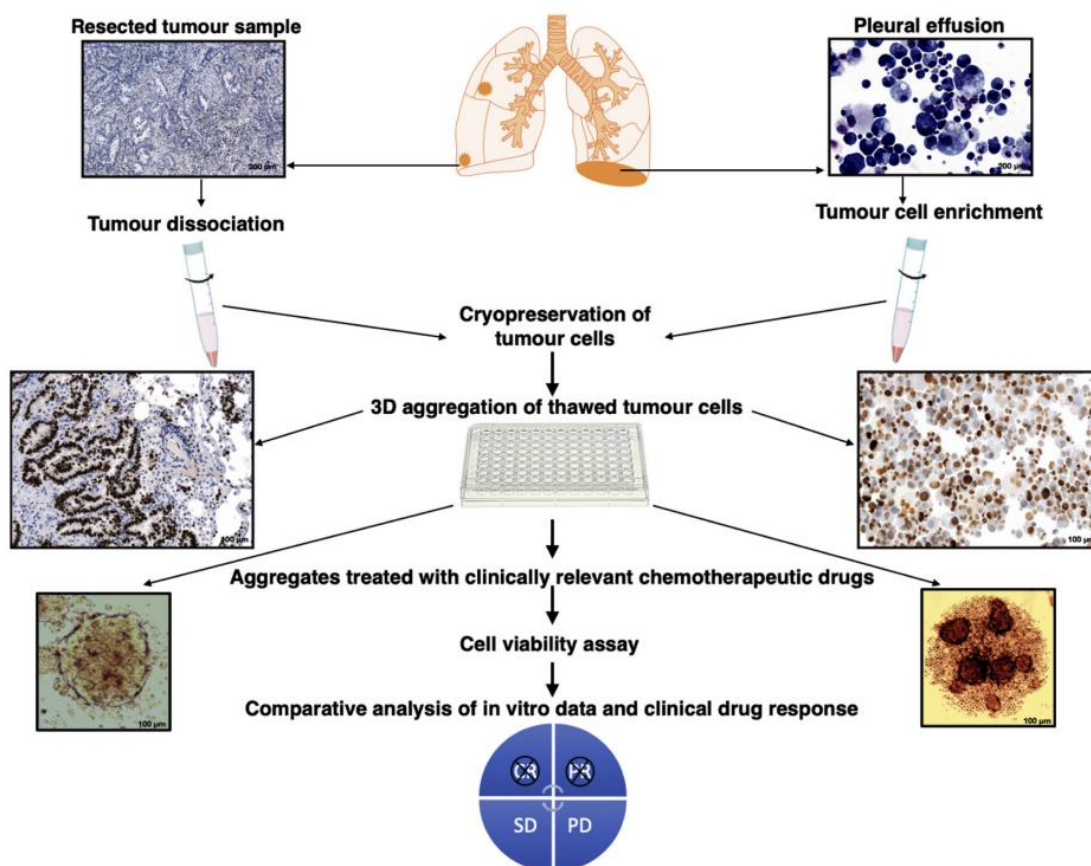 Resected tumour sample
Pleural effusion
200 µm
200 µm
Tumour dissociation
Tumour cell enrichment
Cryopreservation of
tumour cells
3D aggregation of thawed tumour cells
100 µm
100 µm
Aggregates treated with clinically relevant chemotherapeutic drugs
Cell viability assay
100 µm
100 µm
Comparative analysis of in vitro data and clinical drug response
CR
PR
SD
PD